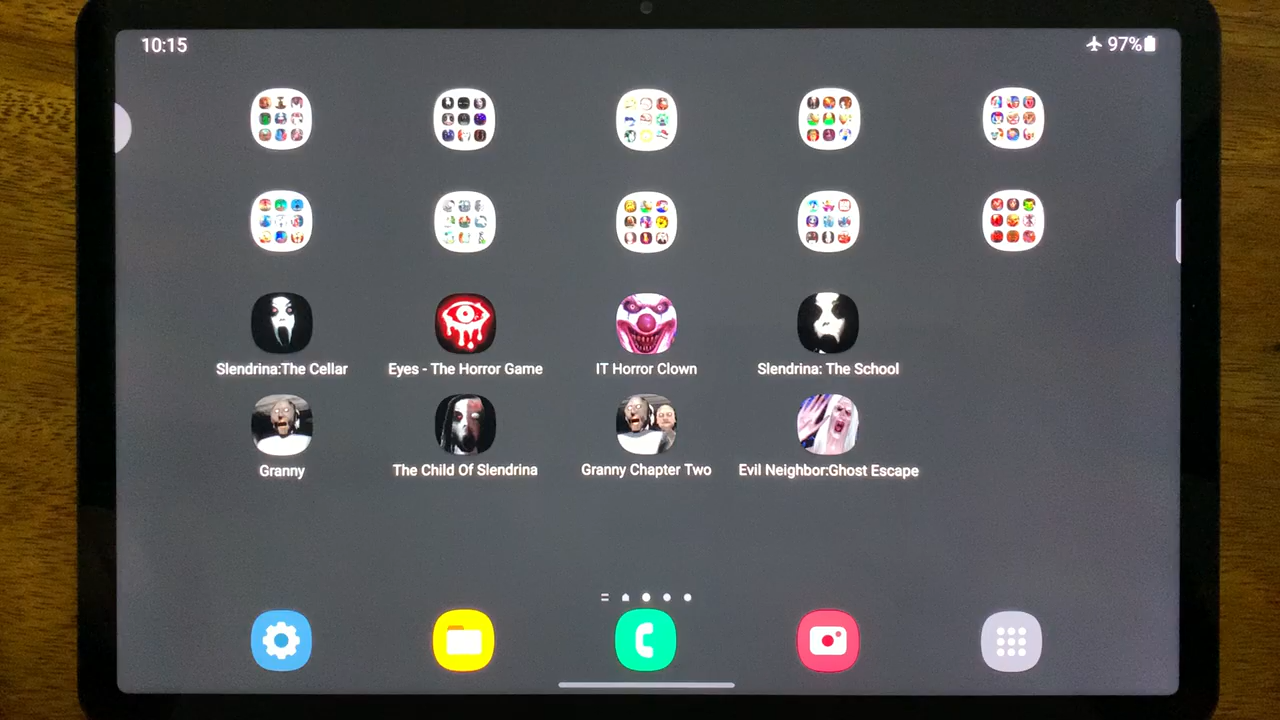 10:15
97%
Slendrina:The Cellar
Eyes - The Horror Game
IT Horror Clown
Slendrina: The School
Granny
The Child Of Slendrina
Granny Chapter Two
Evil Neighbor:Ghost Escape